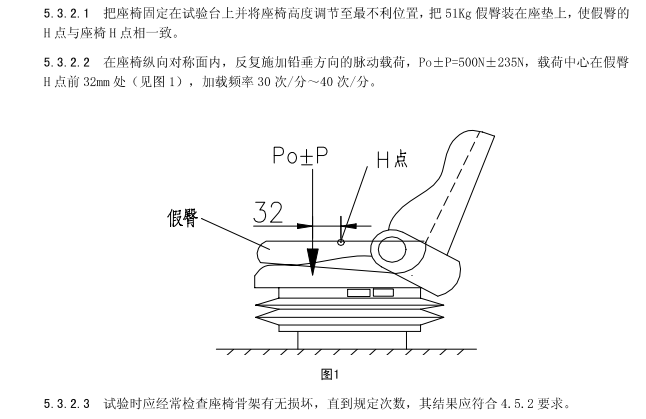 5.3.2.1 把座椅固定在试验台上并将座椅高度调节至最不利位置，把 51Kg 假臀装在座垫上，使假臀的
H 点与座椅 H 点相一致。
5.3.2.2 在座椅纵向对称面内，反复施加铅垂方向的脉动载荷，Po±P=500N±235N，载荷中心在假臀
H 点前 32mm 处（见图 1），加载频率 30 次/分～40 次/分。
Po±P
H 点
32
假臀
图1
5.3.2.3 试验时应经常检查座椅骨架有无损坏，直到规定次数，其结果应符合 4.5.2 要求。